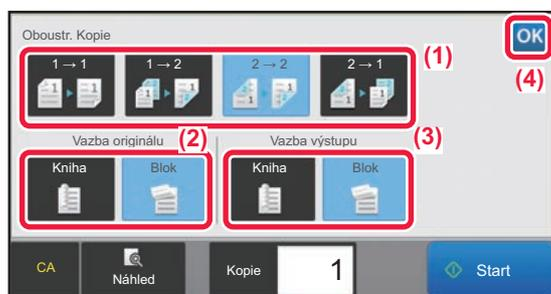 Oboustr. Kopie
OK
1 → 1
1 → 2
2 → 2
2 → 1
(1)
(4)
Vazba originálu
(2)
Vazba výstupu
(3)
Kniha
Blok
Kniha
Blok
CA
Náhled
Kopie
1
Start